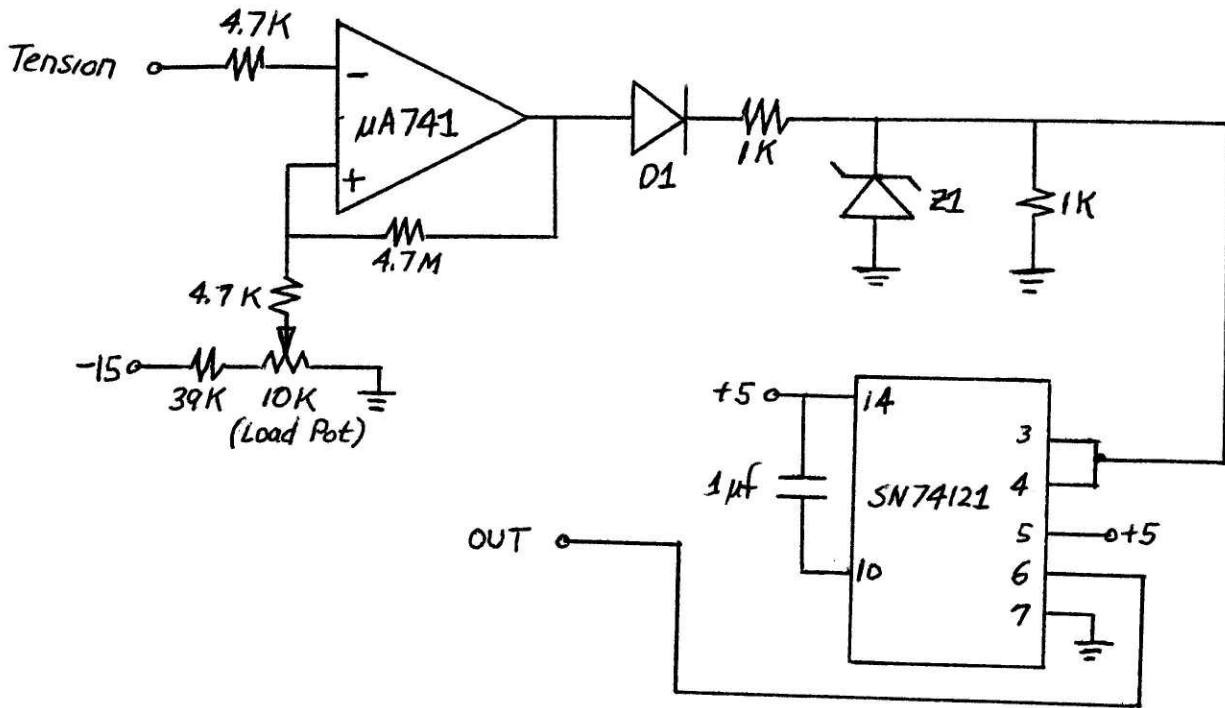 4.7K
Tension
-
μA741
+
D1
1K
Z1
1K
4.7M
4.7K
-15
39K
10K
(Load Pot)
+5
14
3
1μf
SN74121
4
OUT
5
+5
10
6
7